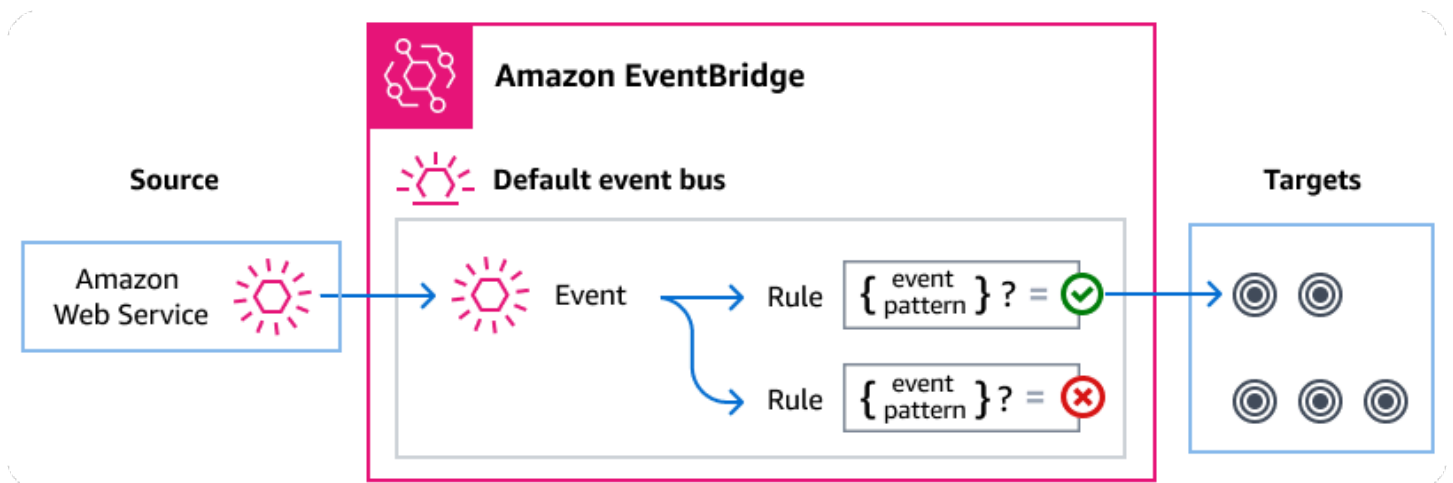 Amazon EventBridge
Source
Default event bus
Targets
Amazon
Web Service
Event
Rule
{ event
pattern } ? =
Rule
{ event
pattern } ? =